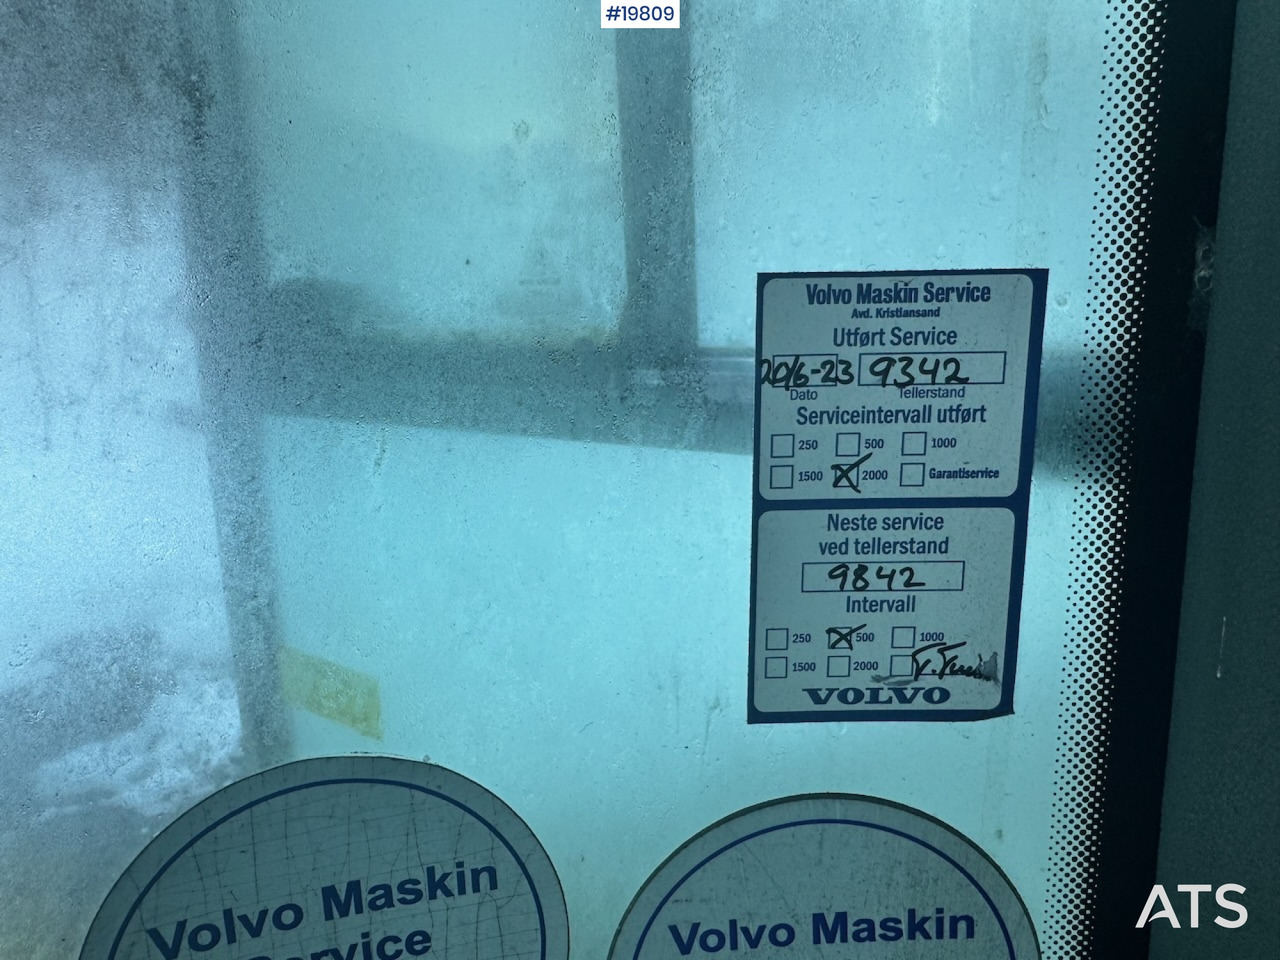 #19809
Volvo Maskin Service
Avd. Kristiansand
Utført Service
20/6-23 9342
Dato Tellerstand
Serviceintervall utført
250 500 1000
1500 2000 Garantiservice
Neste service
ved tellerstand
9842
Intervall
250 500 1000
1500 2000
VOLVO
Volvo Maskin
Service
Volvo Maskin
ATS